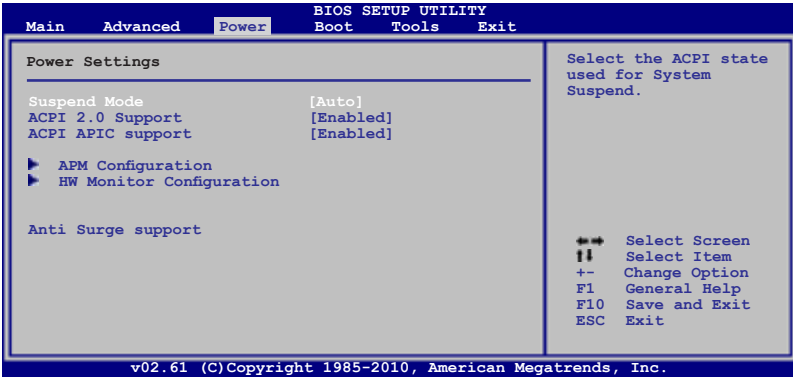 BIOS SETUP UTILITY
Main Advanced Power Boot Tools Exit
Power Settings
Suspend Mode [Auto]
ACPI 2.0 Support [Enabled]
ACPI APIC support [Enabled]
APM Configuration
HW Monitor Configuration
Anti Surge support
Select the ACPI state
used for System
Suspend.
Select Screen
Select Item
+- Change Option
F1 General Help
F10 Save and Exit
ESC Exit
v02.61 (C)Copyright 1985-2010, American Megatrends, Inc.